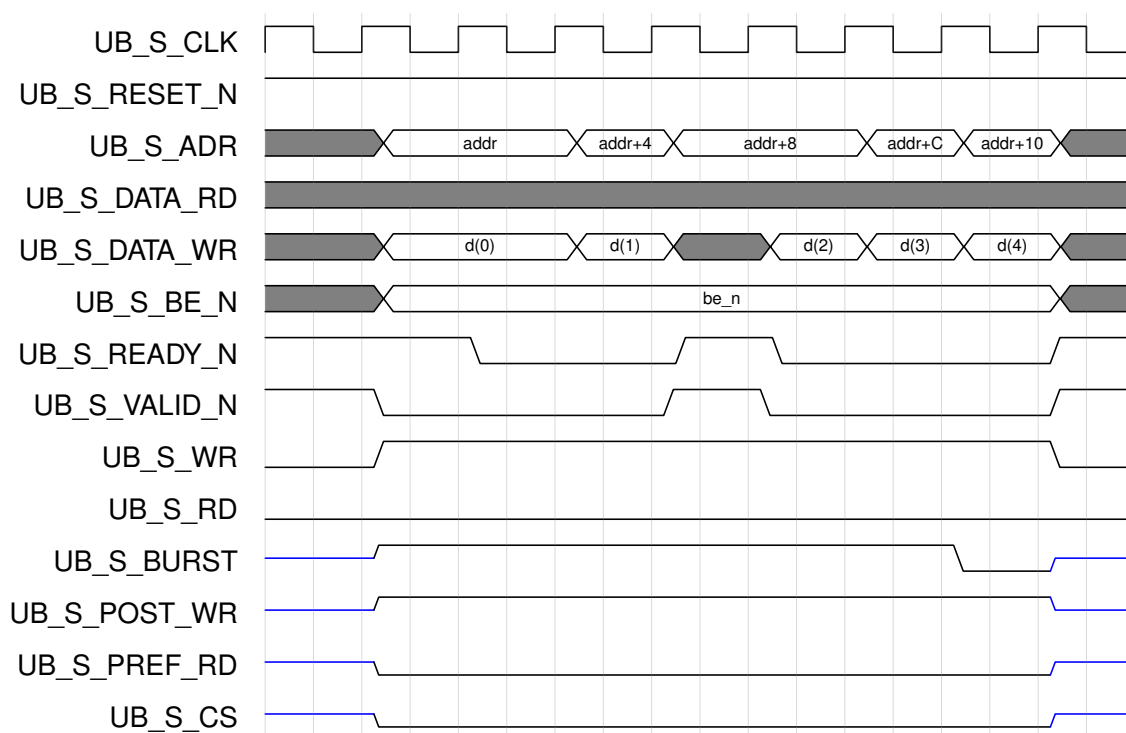 UB_S_CLK
UB_S_RESET_N
UB_S_ADR addr addr+4 addr+8 addr+C addr+10
UB_S_DATA_RD
UB_S_DATA_WR d(0) d(1) d(2) d(3) d(4)
UB_S_BE_N be_n
UB_S_READY_N
UB_S_VALID_N
UB_S_WR
UB_S_RD
UB_S_BURST
UB_S_POST_WR
UB_S_PREF_RD
UB_S_CS